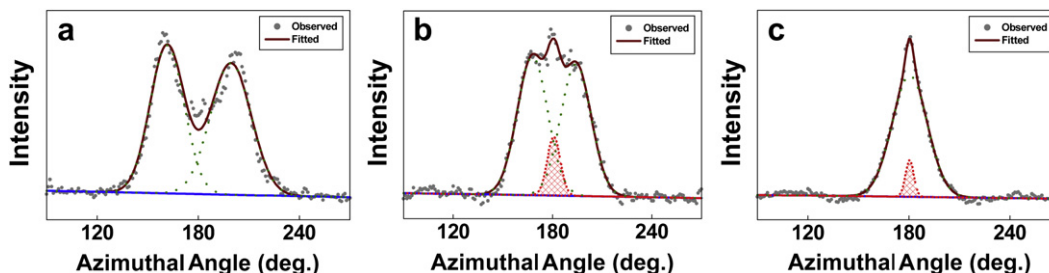 a
Observed
Fitted
Intensity
120 180 240
Azimuthal Angle (deg.)
b
Observed
Fitted
Intensity
120 180 240
Azimuthal Angle (deg.)
c
Observed
Fitted
Intensity
120 180 240
Azimuthal Angle (deg.)